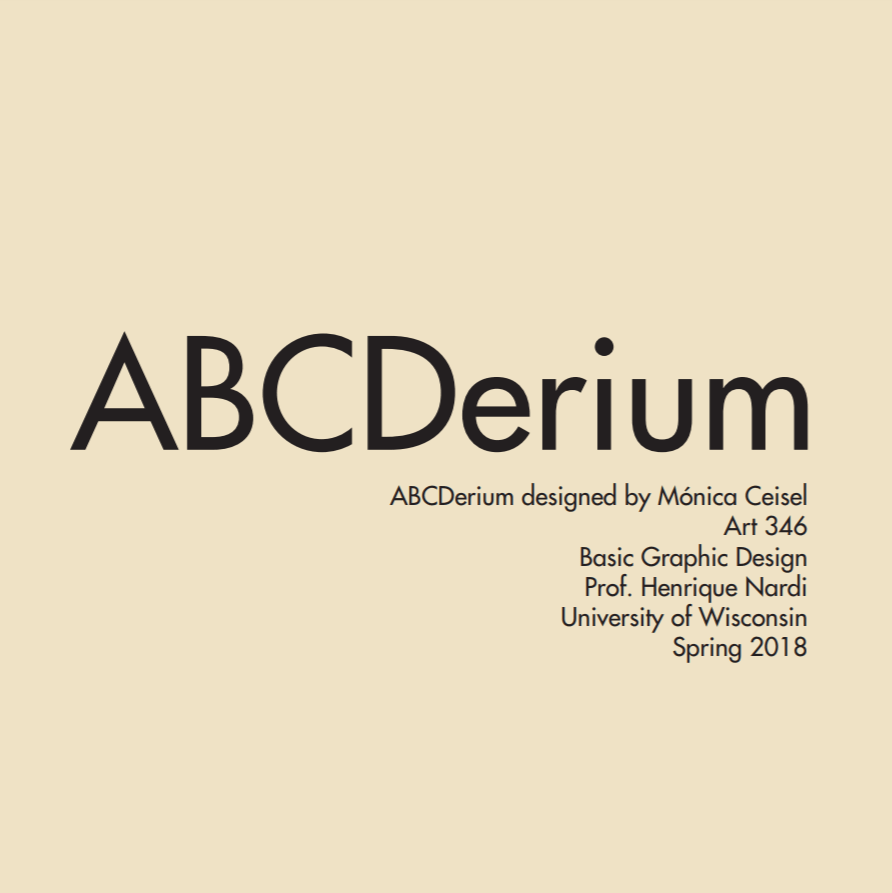 ABCDerium
ABCDerium designed by Mónica Ceisel
Art 346
Basic Graphic Design
Prof. Henrique Nardi
University of Wisconsin
Spring 2018